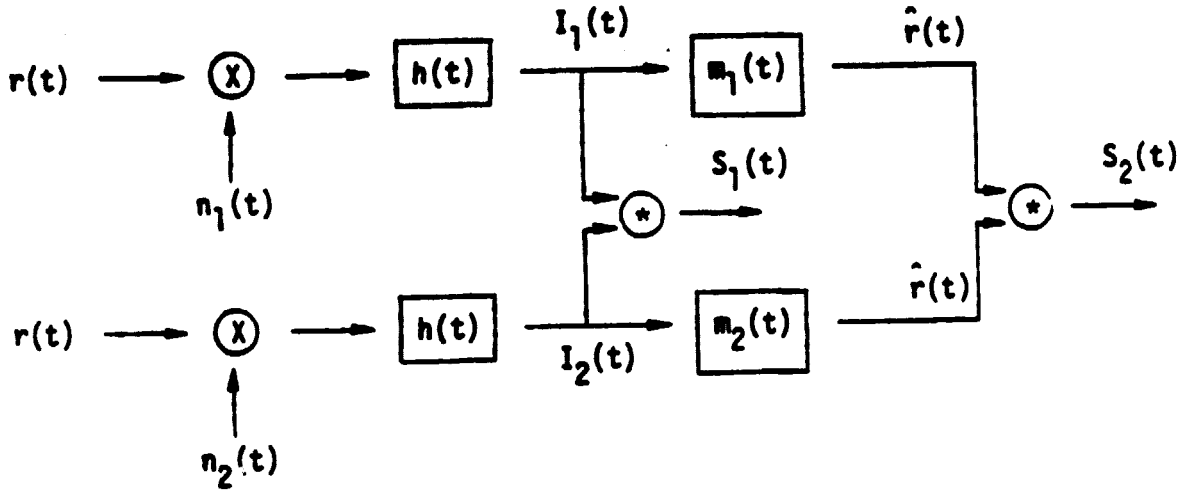 I₁(t)
r̂(t)
r(t)
X
h(t)
m₁(t)
S₁(t)
S₂(t)
n₁(t)
*
*
r̂(t)
r(t)
X
h(t)
m₂(t)
I₂(t)
n₂(t)